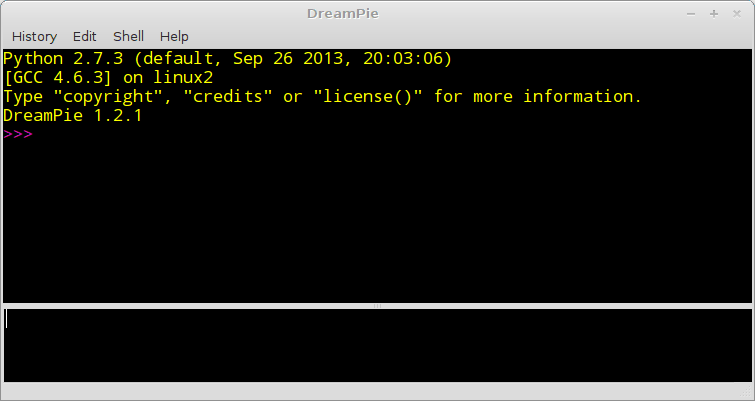 DreamPie
History Edit Shell Help
Python 2.7.3 (default, Sep 26 2013, 20:03:06)
[GCC 4.6.3] on linux2
Type "copyright", "credits" or "license()" for more information.
DreamPie 1.2.1
>>>